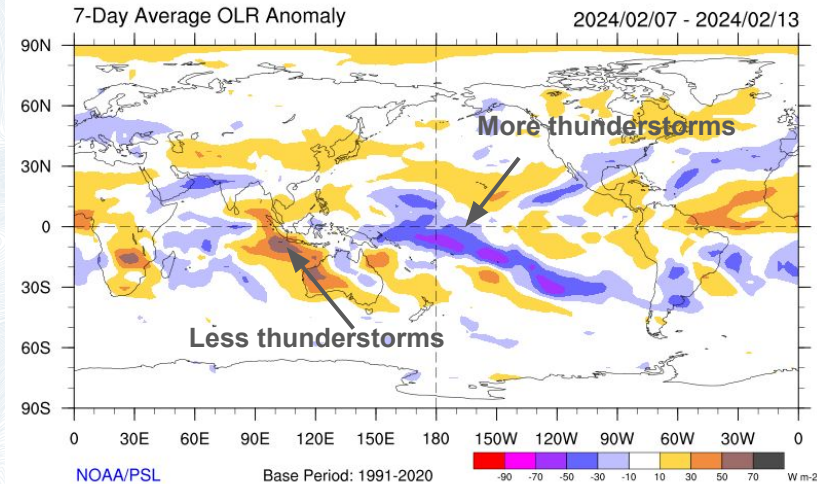 7-Day Average OLR Anomaly 2024/02/07 - 2024/02/13
90N
60N
More thunderstorms
30N
0
30S
Less thunderstorms
60S
90S
0 30E 60E 90E 120E 150E 180 150W 120W 90W 60W 30W 0
NOAA/PSL Base Period: 1991-2020
-90 -70 -50 -30 -10 10 30 50 70 W m-2